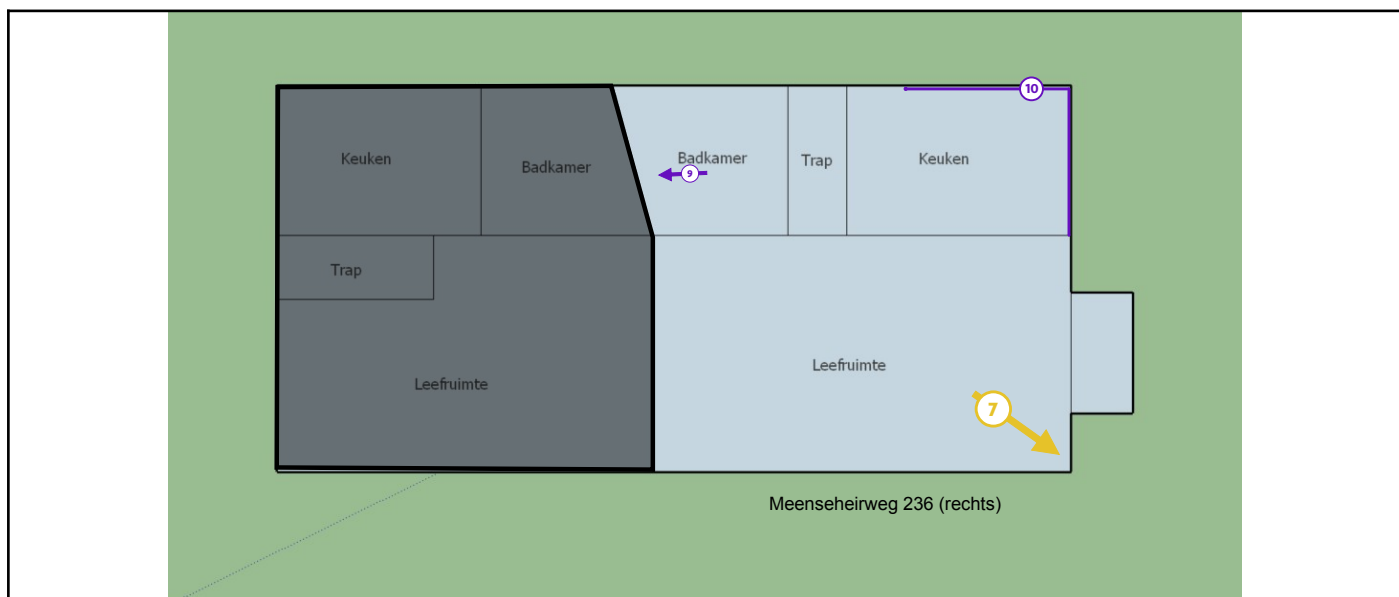 10
Keuken
Badkamer
Badkamer
Trap
Keuken
9
Trap
Leefruimte
Leefruimte
7
Meenseheirweg 236 (rechts)